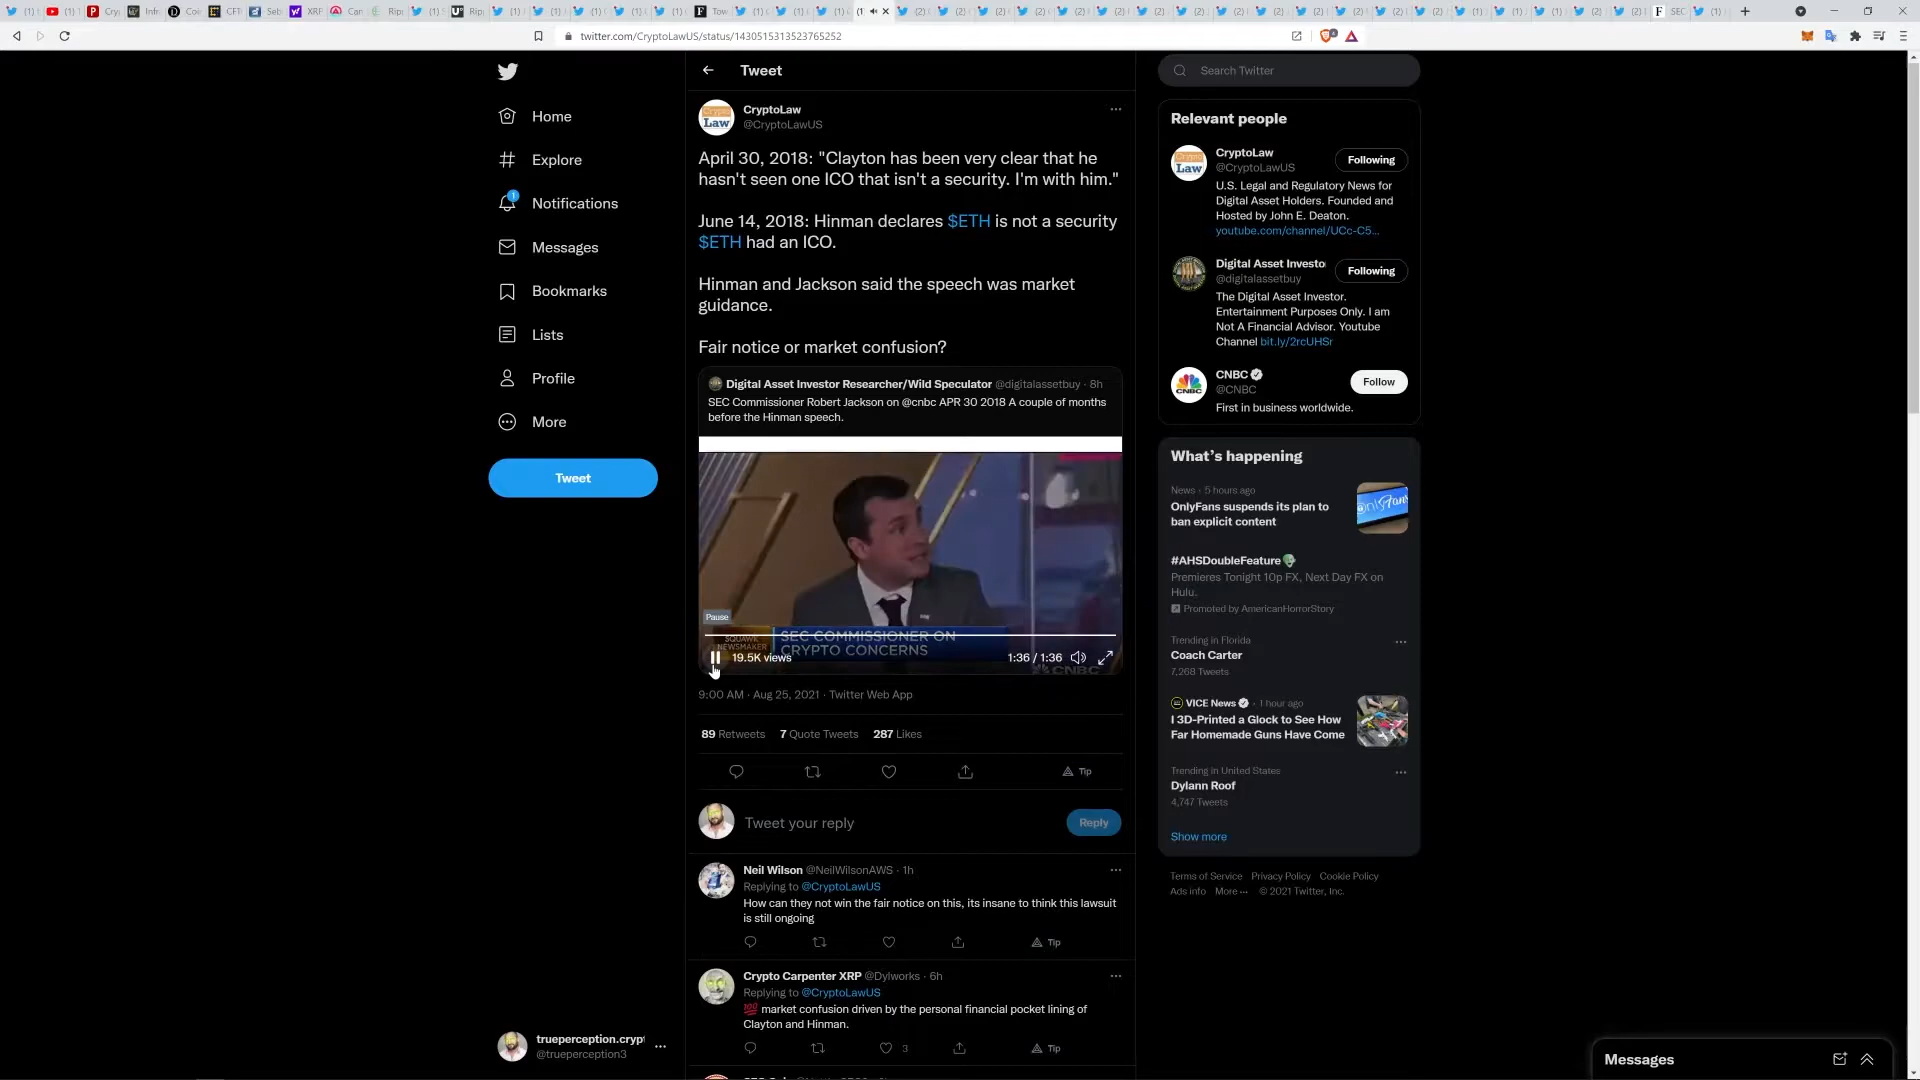 twitter.com/CryptoLawUS/status/1430515313523765252
Home
Explore
1
Notifications
Messages
Bookmarks
Lists
Profile
More
Tweet
trueperception.crypt
@trueperception3
Tweet
CryptoLaw
@CryptoLawUS
April 30, 2018: "Clayton has been very clear that he
hasn't seen one ICO that isn't a security. I'm with him."
June 14, 2018: Hinman declares $ETH is not a security
$ETH had an ICO.
Hinman and Jackson said the speech was market
guidance.
Fair notice or market confusion?
Digital Asset Investor Researcher/Wild Speculator @digitalassetbuy · 8h
SEC Commissioner Robert Jackson on @cnbc APR 30 2018 A couple of months
before the Hinman speech.
Pause
SQUAWK
NEWSMAKER
SEC COMMISSIONER ON
CRYPTO CONCERNS
19.5K views
1:36 / 1:36
CNBC
9:00 AM · Aug 25, 2021 · Twitter Web App
89 Retweets 7 Quote Tweets 287 Likes
Tip
Tweet your reply
Reply
Neil Wilson @NeilWilsonAWS · 1h
Replying to @CryptoLawUS
How can they not win the fair notice on this, its insane to think this lawsuit
is still ongoing
Tip
Crypto Carpenter XRP @Dylworks · 6h
Replying to @CryptoLawUS
💯 market confusion driven by the personal financial pocket lining of
Clayton and Hinman.
3
Tip
Search Twitter
Relevant people
CryptoLaw
@CryptoLawUS
Following
U.S. Legal and Regulatory News for
Digital Asset Holders. Founded and
Hosted by John E. Deaton.
youtube.com/channel/UCc-C5...
Digital Asset Investo
@digitalassetbuy
Following
The Digital Asset Investor.
Entertainment Purposes Only. I am
Not A Financial Advisor. Youtube
Channel bit.ly/2rcUHSr
CNBC
@CNBC
Follow
First in business worldwide.
What's happening
News · 5 hours ago
OnlyFans suspends its plan to
ban explicit content
#AHSDoubleFeature
Premieres Tonight 10p FX, Next Day FX on
Hulu.
Promoted by AmericanHorrorStory
Trending in Florida
Coach Carter
7,268 Tweets
VICE News · 1 hour ago
I 3D-Printed a Glock to See How
Far Homemade Guns Have Come
Trending in United States
Dylann Roof
4,747 Tweets
Show more
Terms of Service Privacy Policy Cookie Policy
Ads info More ··· © 2021 Twitter, Inc.
Messages